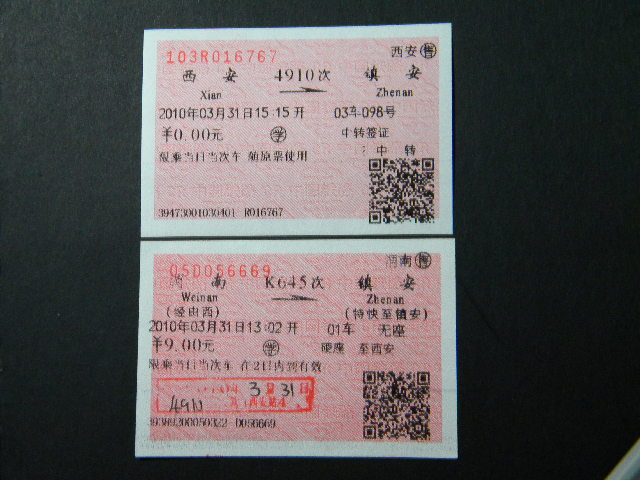 103R016767
西安 售
西 安 4910次 镇 安
Xian Zhenan
2010年03月31日15:15开 03车098号
¥0.00元 学 中转签证
中 转
限乘当日当次车 随原票使用
39473001030401 R016767
05D056669
渭南 售
渭 南 K645次 镇 安
Weinan Zhenan
(经由西) (特快至镇安)
2010年03月31日13:02开 01车 无座
¥9.00元 学 硬座 至西安
限乘当日当次车 在2日内到有效
3 月 31
39389200050322 D056669